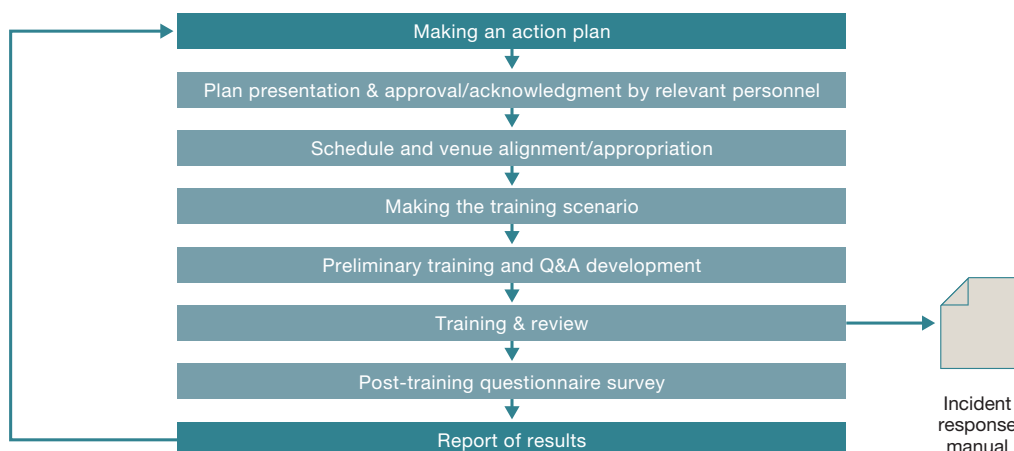 Making an action plan
Plan presentation & approval/acknowledgment by relevant personnel
Schedule and venue alignment/appropriation
Making the training scenario
Preliminary training and Q&A development
Training & review
Post-training questionnaire survey
Report of results
Incident
response
manual